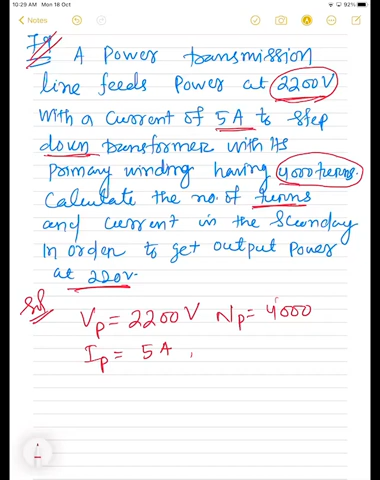 10:29 AM Mon 18 Oct
92%
Notes
A Power transmission
line feeds Power at 2200V
With a Current of 5A to Step
down transformer with its
Primary winding having 4000 turns.
Calculate the no. of turns
and Current in the Secunday
In order to get output Power
at 220V.
Sol
Vp = 2200 V Np = 4000
Ip = 5 A ,